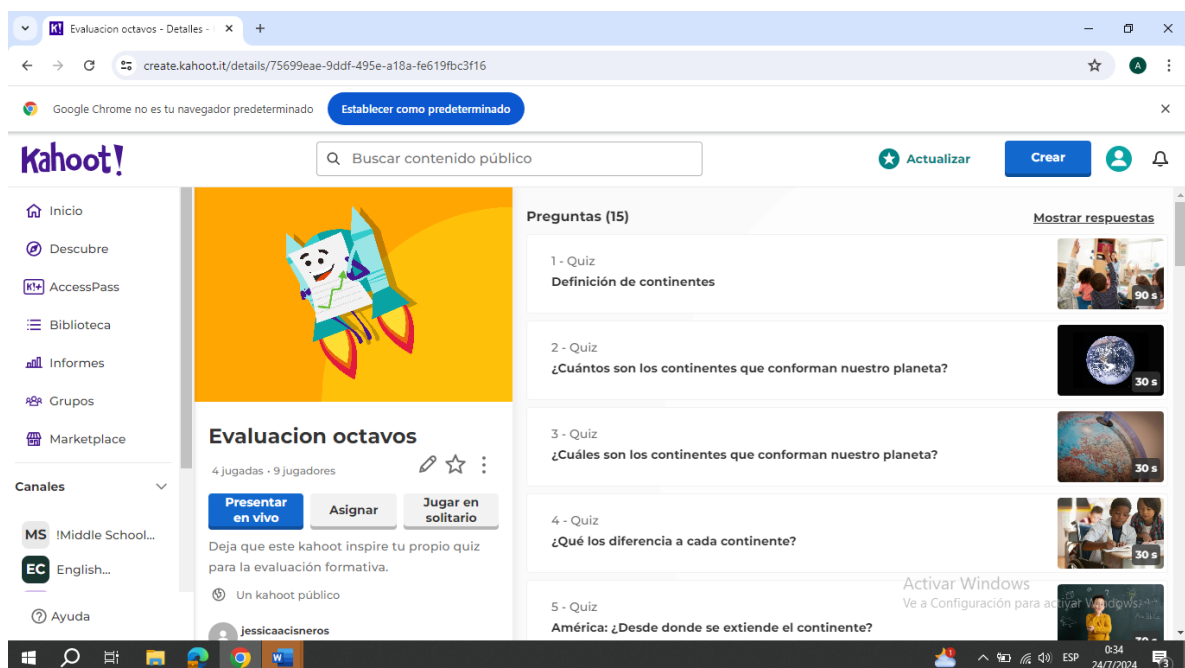 Evaluacion octavos - Detalles -
create.kahoot.it/details/75699eae-9ddf-495e-a18a-fe619fbc3f16
A
Google Chrome no es tu navegador predeterminado
Establecer como predeterminado
Kahoot!
Buscar contenido público
Actualizar
Crear
Inicio
Descubre
K!+ AccessPass
Biblioteca
Informes
Grupos
Marketplace
Canales
MS !Middle School...
EC English...
Ayuda
Evaluacion octavos
4 jugadas • 9 jugadores
Presentar
en vivo
Asignar
Jugar en
solitario
Deja que este kahoot inspire tu propio quiz
para la evaluación formativa.
Un kahoot público
jessicaacisneros
Preguntas (15)
Mostrar respuestas
1 - Quiz
Definición de continentes
90 s
2 - Quiz
¿Cuántos son los continentes que conforman nuestro planeta?
30 s
3 - Quiz
¿Cuáles son los continentes que conforman nuestro planeta?
30 s
4 - Quiz
¿Qué los diferencia a cada continente?
30 s
5 - Quiz
América: ¿Desde donde se extiende el continente?
Activar Windows
Ve a Configuración para activar Windows.
ESP
0:34
24/7/2024
3